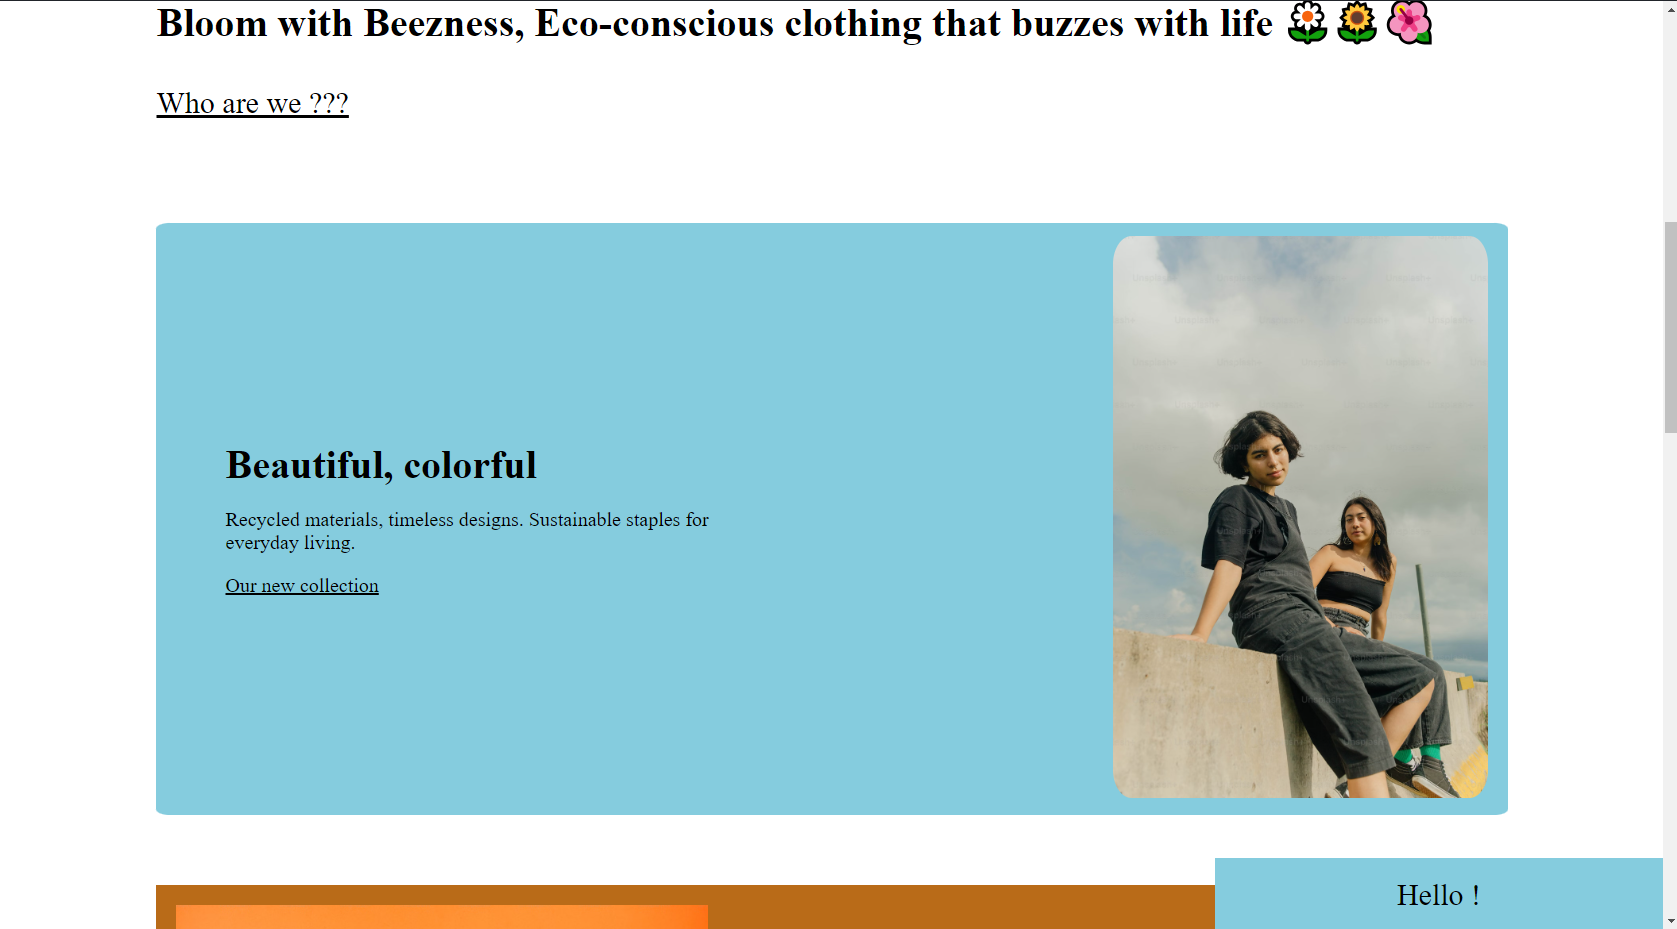 Bloom with Beezness, Eco-conscious clothing that buzzes with life 🌼🌻🌺
Who are we ???
Beautiful, colorful
Recycled materials, timeless designs. Sustainable staples for
everyday living.
Our new collection
Hello !